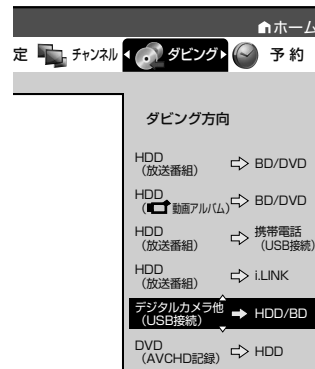 ホーム
定 チャンネル ダビング 予約
ダビング方向
HDD
（放送番組） BD/DVD
HDD
（動画アルバム） BD/DVD
HDD 携帯電話
（放送番組） （USB接続）
HDD
（放送番組） i.LINK
デジタルカメラ他
（USB接続） HDD/BD
DVD
（AVCHD記録） HDD